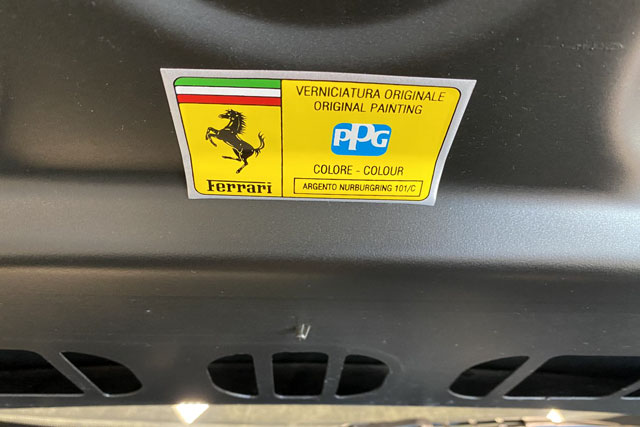 Ferrari
VERNICIATURA ORIGINALE
ORIGINAL PAINTING
PPG
COLORE - COLOUR
ARGENTO NURBURGRING 101/C